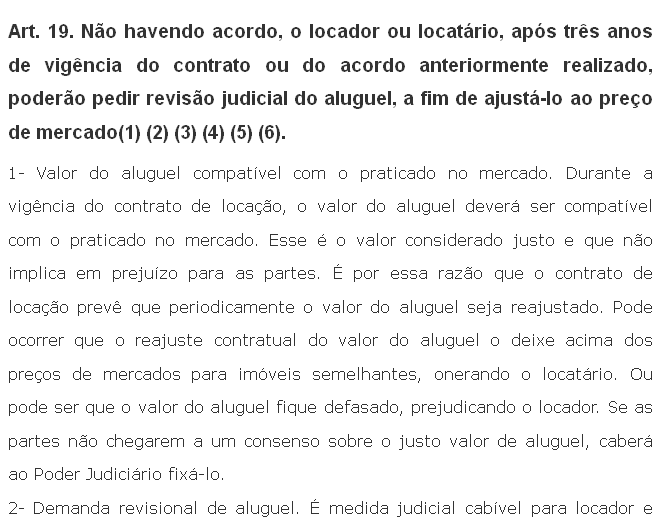 Art. 19. Não havendo acordo, o locador ou locatário, após três anos
de vigência do contrato ou do acordo anteriormente realizado,
poderão pedir revisão judicial do aluguel, a fim de ajustá-lo ao preço
de mercado(1) (2) (3) (4) (5) (6).
1- Valor do aluguel compatível com o praticado no mercado. Durante a
vigência do contrato de locação, o valor do aluguel deverá ser compatível
com o praticado no mercado. Esse é o valor considerado justo e que não
implica em prejuízo para as partes. É por essa razão que o contrato de
locação prevê que periodicamente o valor do aluguel seja reajustado. Pode
ocorrer que o reajuste contratual do valor do aluguel o deixe acima dos
preços de mercados para imóveis semelhantes, onerando o locatário. Ou
pode ser que o valor do aluguel fique defasado, prejudicando o locador. Se as
partes não chegarem a um consenso sobre o justo valor de aluguel, caberá
ao Poder Judiciário fixá-lo.
2- Demanda revisional de aluguel. É medida judicial cabível para locador e